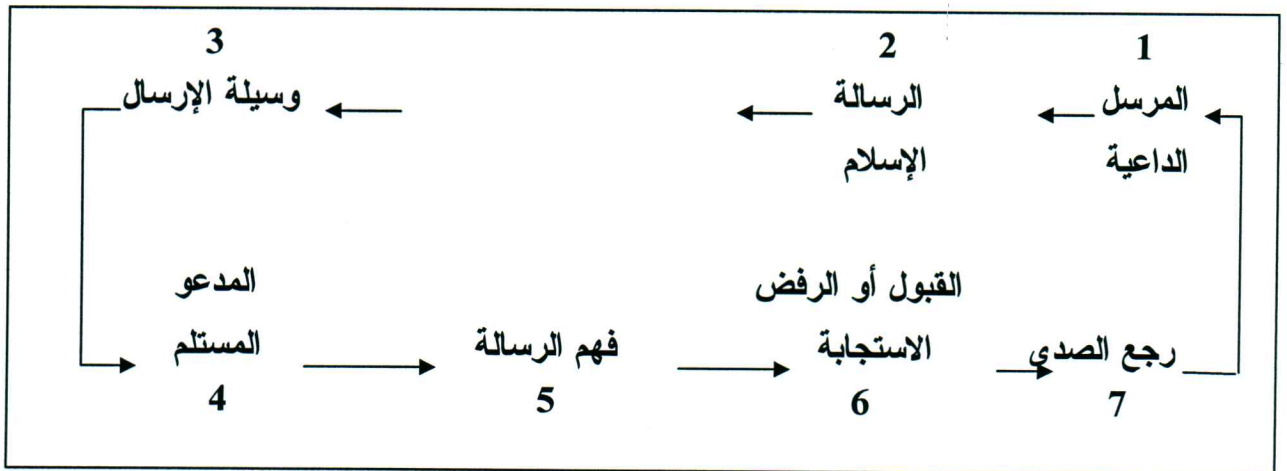 1 2 3
المرسل الرسالة وسيلة الإرسال
الداعية الإسلام
القبول أو الرفض المدعو
رجع الصدى الاستجابة فهم الرسالة المستلم
7 6 5 4